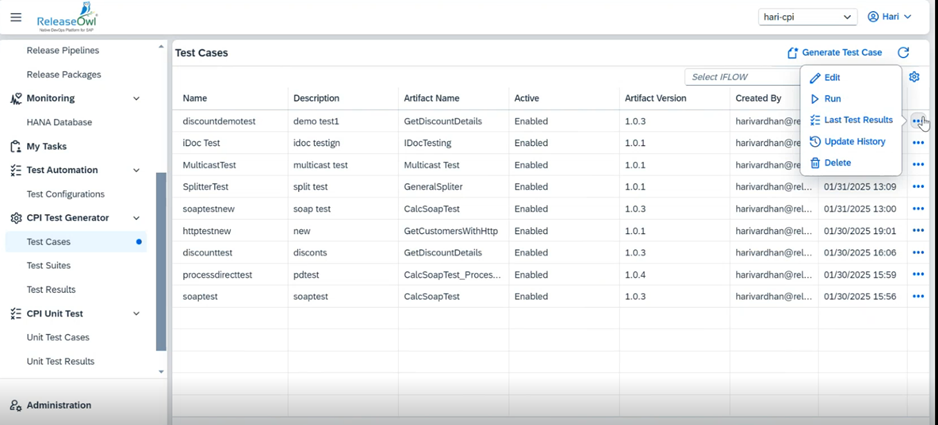 ReleaseOwl
Native DevOps Platform for SAP
hari-cpi
Hari
Release Pipelines
Release Packages
Monitoring
HANA Database
My Tasks
Test Automation
Test Configurations
CPI Test Generator
Test Cases
Test Suites
Test Results
CPI Unit Test
Unit Test Cases
Unit Test Results
Administration
Test Cases
Generate Test Case
Select IFLOW
Edit
Run
Last Test Results
Update History
Delete
Name Description Artifact Name Active Artifact Version Created By
discountdemotest demo test1 GetDiscountDetails Enabled 1.0.3 harivardhan@r
iDoc Test idoc testign IDocTesting Enabled 1.0.1 harivardhan@r
MulticastTest multicast test Multicast Test Enabled 1.0.1 harivardhan@r
SplitterTest split test GeneralSpliter Enabled 1.0.1 harivardhan@rel... 01/31/2025 13:09
soaptestnew soap test CalcSoapTest Enabled 1.0.3 harivardhan@rel... 01/31/2025 13:00
httptestnew new GetCustomersWithHttp Enabled 1.0.1 harivardhan@rel... 01/30/2025 19:01
discounttest disconts GetDiscountDetails Enabled 1.0.3 harivardhan@rel... 01/30/2025 16:06
processdirecttest pdtest CalcSoapTest_Proces... Enabled 1.0.4 harivardhan@rel... 01/30/2025 15:59
soaptest soaptest CalcSoapTest Enabled 1.0.3 harivardhan@rel... 01/30/2025 15:56